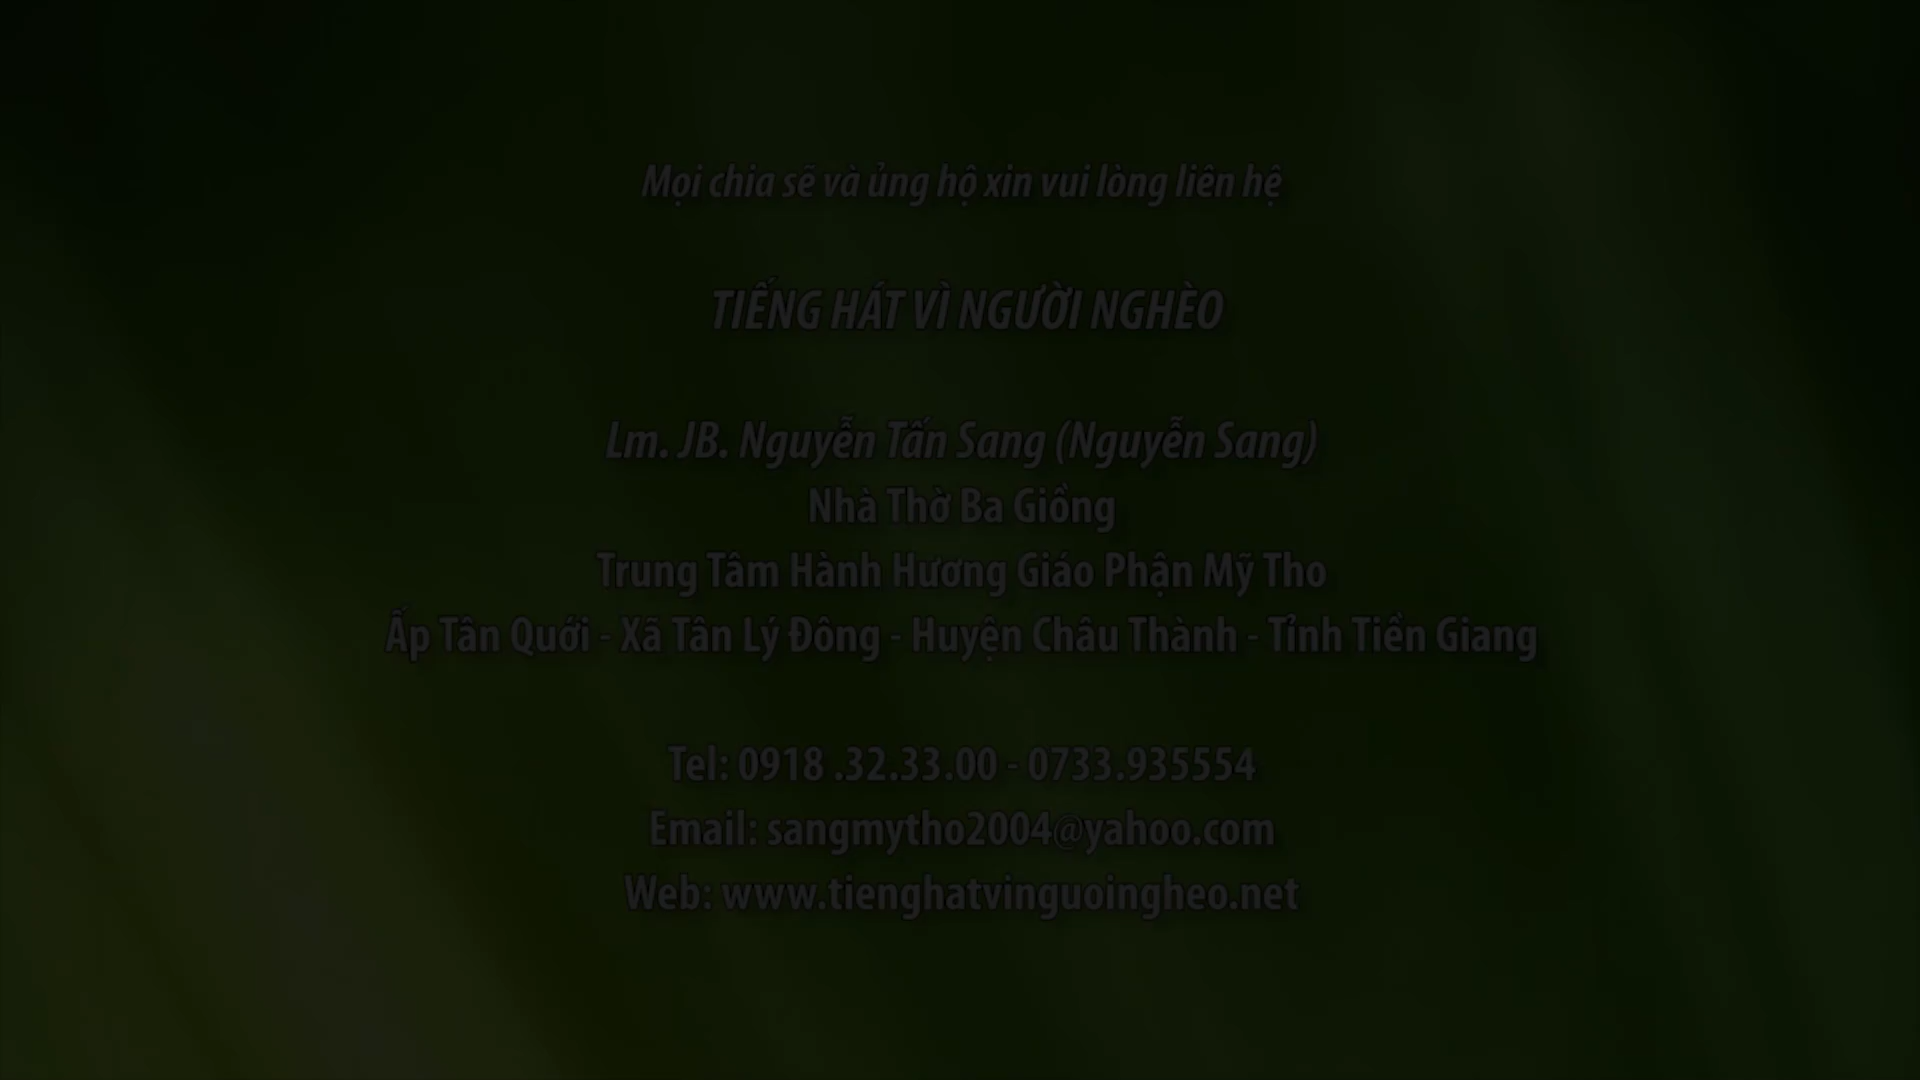 Mọi chia sẽ và ủng hộ xin vui lòng liên hệ
TIẾNG HÁT VÌ NGƯỜI NGHÈO
Lm. JB. Nguyễn Tấn Sang (Nguyễn Sang)
Nhà Thờ Ba Giồng
Trung Tâm Hành Hương Giáo Phận Mỹ Tho
Ấp Tân Quới - Xã Tân Lý Đông - Huyện Châu Thành - Tỉnh Tiền Giang
Tel: 0918 .32.33.00 - 0733.935554
Email: sangmytho2004@yahoo.com
Web: www.tienghatvinguoingheo.net